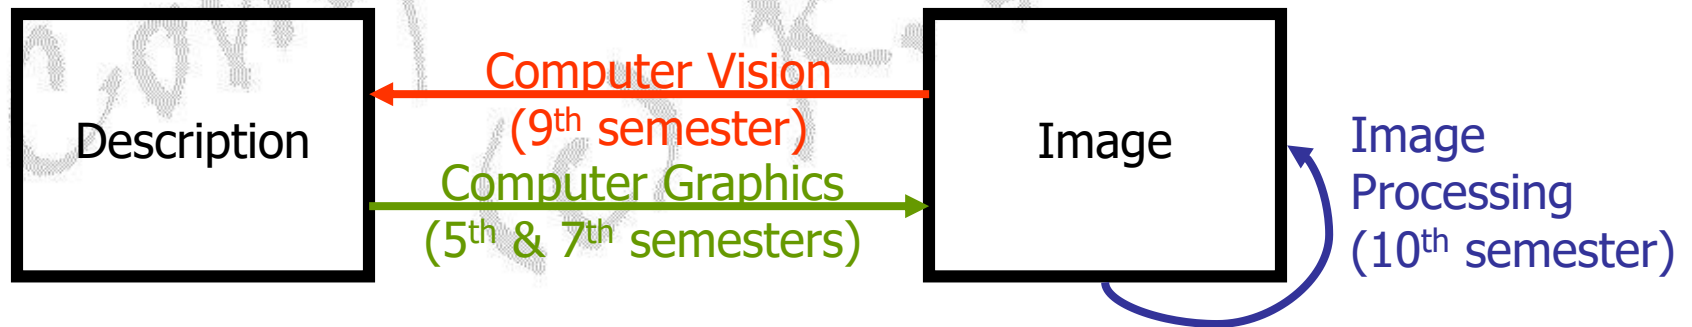 Description
Computer Vision
(9th semester)
Computer Graphics
(5th & 7th semesters)
Image
Image
Processing
(10th semester)